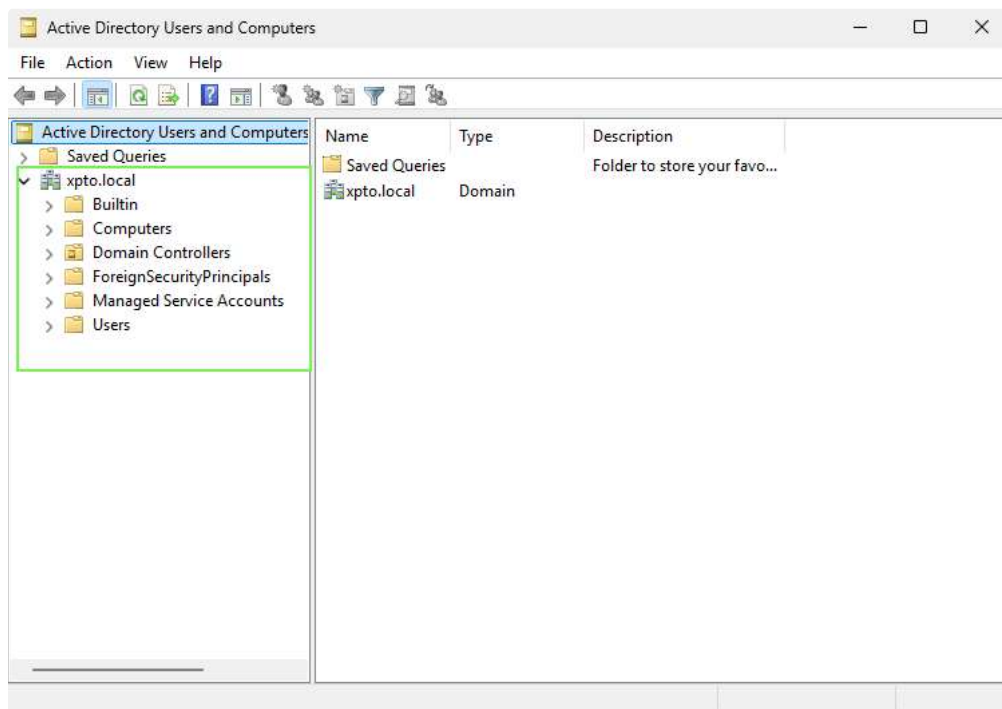 Active Directory Users and Computers
File Action View Help
Active Directory Users and Computers
Saved Queries
xpto.local
Builtin
Computers
Domain Controllers
ForeignSecurityPrincipals
Managed Service Accounts
Users
Name Type Description
Saved Queries Folder to store your favo...
xpto.local Domain